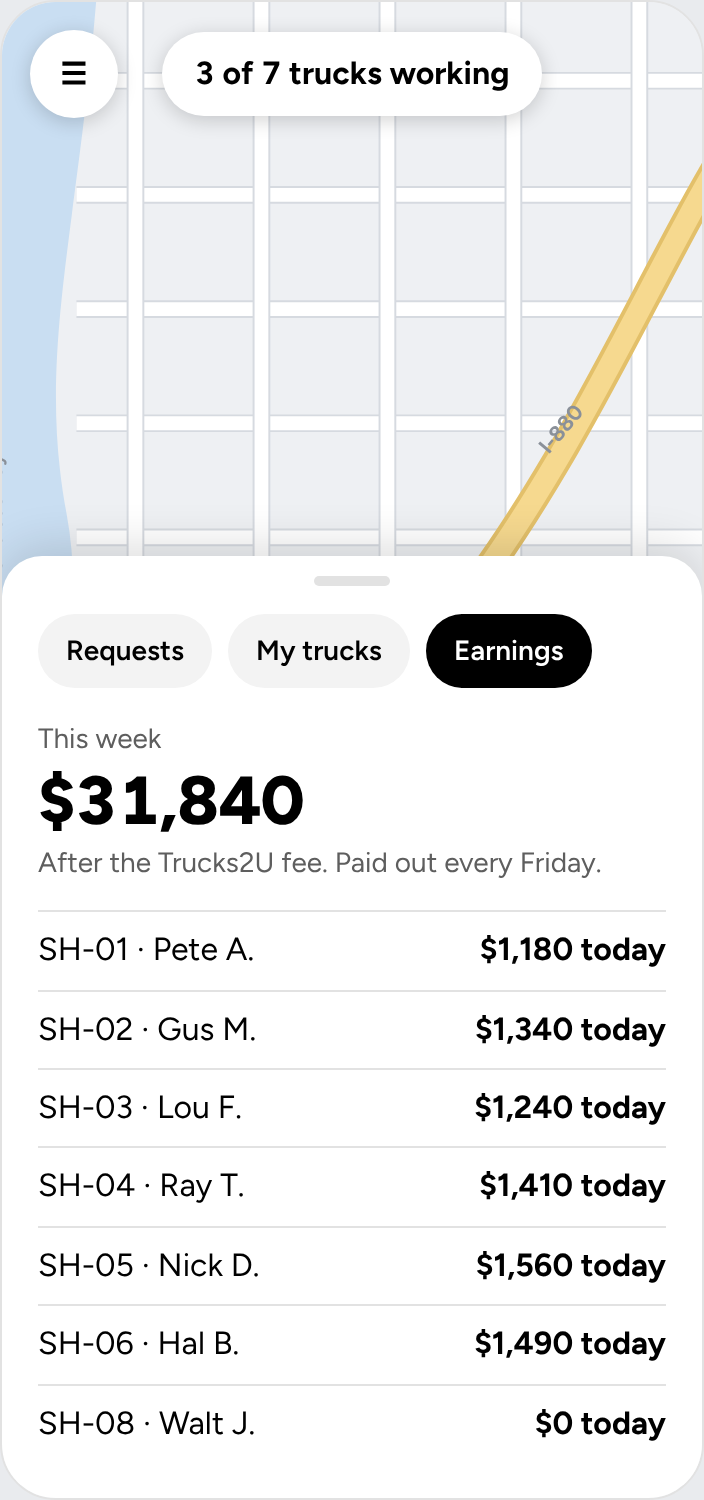 ☰
3 of 7 trucks working
I-880
Requests
My trucks
Earnings
This week
$31,840
After the Trucks2U fee. Paid out every Friday.
SH-01 · Pete A. $1,180 today
SH-02 · Gus M. $1,340 today
SH-03 · Lou F. $1,240 today
SH-04 · Ray T. $1,410 today
SH-05 · Nick D. $1,560 today
SH-06 · Hal B. $1,490 today
SH-08 · Walt J. $0 today